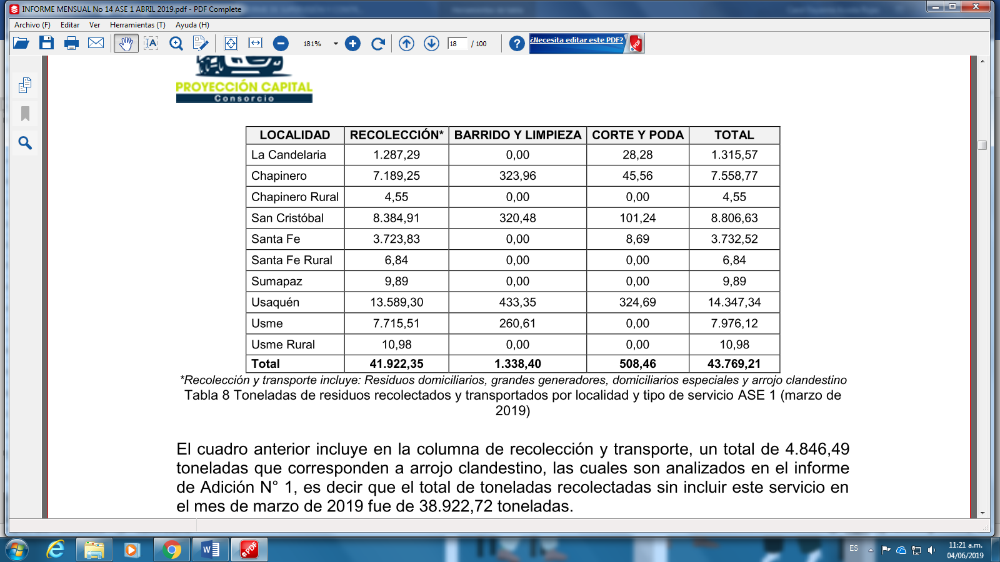 INFORME MENSUAL No 14 ASE 1 ABRIL 2019.pdf - PDF Complete
Archivo (F) Editar Ver Herramientas (T) Ayuda (H)
181% 18 / 100 ¿Necesita editar este PDF? PDF
PROYECCIÓN CAPITAL
Consorcio
LOCALIDAD RECOLECCIÓN* BARRIDO Y LIMPIEZA CORTE Y PODA TOTAL
La Candelaria 1.287,29 0,00 28,28 1.315,57
Chapinero 7.189,25 323,96 45,56 7.558,77
Chapinero Rural 4,55 0,00 0,00 4,55
San Cristóbal 8.384,91 320,48 101,24 8.806,63
Santa Fe 3.723,83 0,00 8,69 3.732,52
Santa Fe Rural 6,84 0,00 0,00 6,84
Sumapaz 9,89 0,00 0,00 9,89
Usaquén 13.589,30 433,35 324,69 14.347,34
Usme 7.715,51 260,61 0,00 7.976,12
Usme Rural 10,98 0,00 0,00 10,98
Total 41.922,35 1.338,40 508,46 43.769,21
*Recolección y transporte incluye: Residuos domiciliarios, grandes generadores, domiciliarios especiales y arrojo clandestino
Tabla 8 Toneladas de residuos recolectados y transportados por localidad y tipo de servicio ASE 1 (marzo de
2019)
El cuadro anterior incluye en la columna de recolección y transporte, un total de 4.846,49
toneladas que corresponden a arrojo clandestino, las cuales son analizados en el informe
de Adición N° 1, es decir que el total de toneladas recolectadas sin incluir este servicio en
el mes de marzo de 2019 fue de 38.922,72 toneladas.
ES 11:21 a.m.
04/06/2019